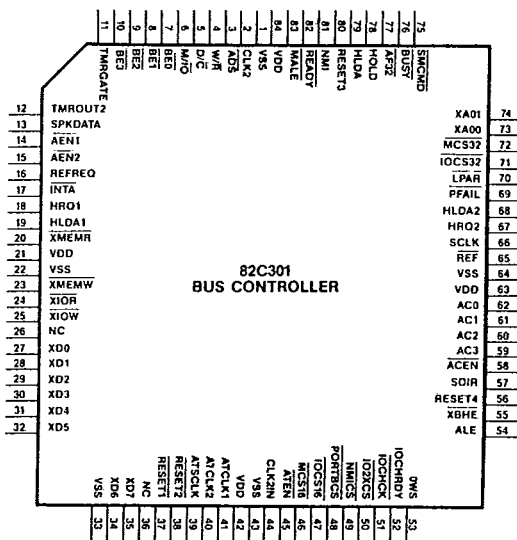 11 10 9 8 7 6 5 4 3 2 1 84 83 82 81 80 79 78 77 76 75
TMRGATE BE3 BE2 BE1 BE0 M/IO D/C W/R ADS CLK2 VSS VDD MALE READY NMI RESET3 HLDA HOLD AF32 BUSY SMCMD
12 TMROUT2
13 SPKDATA
14 AEN1
15 AEN2
16 REFREQ
17 INTA
18 HRQ1
19 HLDA1
20 XMEMR
21 VDD
22 VSS
23 XMEMW
24 XIOR
25 XIOW
26 NC
27 XD0
28 XD1
29 XD2
30 XD3
31 XD4
32 XD5
82C301
BUS CONTROLLER
XA01 74
XA00 73
MCS32 72
IOCS32 71
LPAR 70
PFAIL 69
HLDA2 68
HRQ2 67
SCLK 66
REF 65
VSS 64
VDD 63
AC0 62
AC1 61
AC2 60
AC3 59
ACEN 58
SDIR 57
RESET4 56
XBHE 55
ALE 54
VSS XD6 XD7 NC RESET1 RESET2 ATSCLK ATCLK2 ATCLK1 VDD VSS CLK2IN ATEN MCS16 IOCS16 PORTBCS NMICS IO2XCS IOCHCK IOCHRDY 0WS
33 34 35 36 37 38 39 40 41 42 43 44 45 46 47 48 49 50 51 52 53